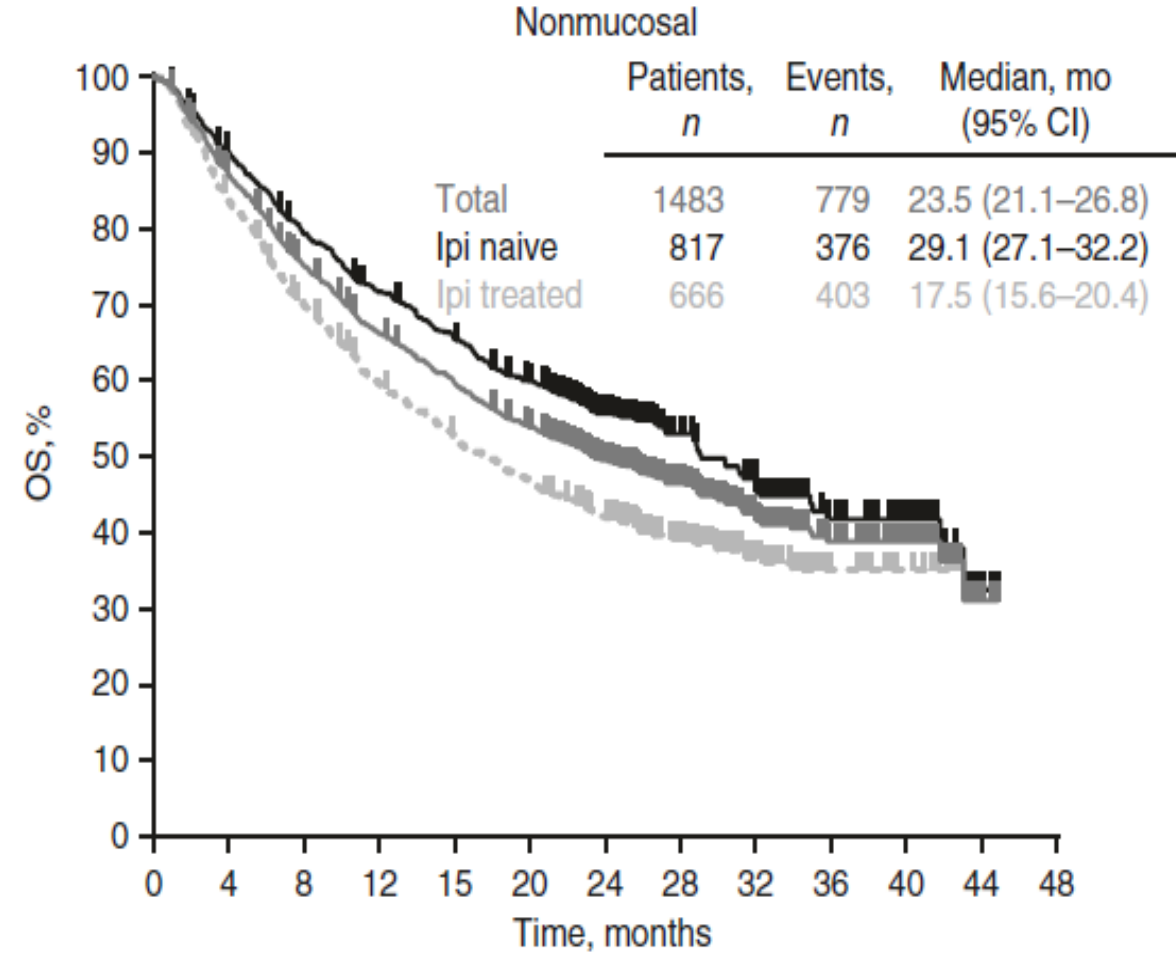 Nonmucosal
Patients, Events, Median, mo
n n (95% CI)
Total 1483 779 23.5 (21.1–26.8)
Ipi naive 817 376 29.1 (27.1–32.2)
Ipi treated 666 403 17.5 (15.6–20.4)
OS,%
100
90
80
70
60
50
40
30
20
10
0
0 4 8 12 15 20 24 28 32 36 40 44 48
Time, months